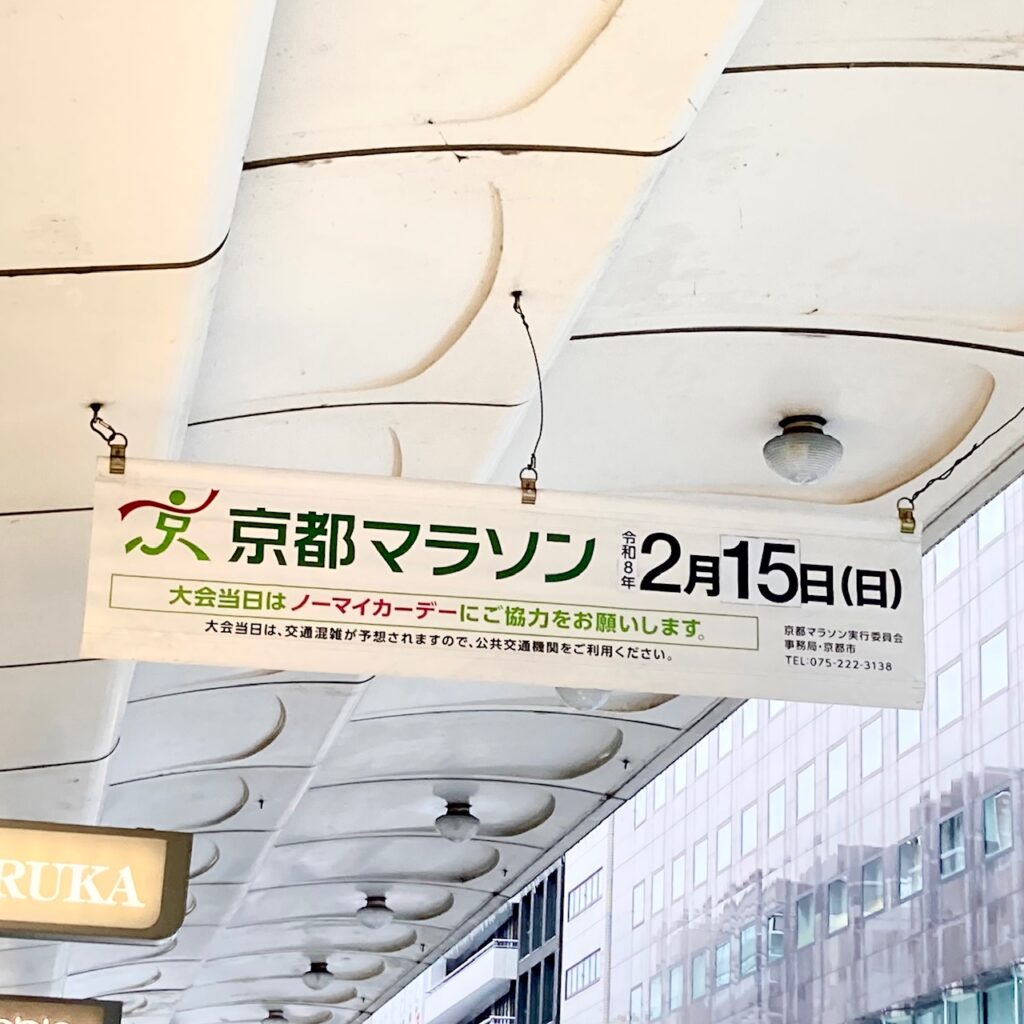 京都マラソン
令和8年
2月15日(日)
大会当日はノーマイカーデーにご協力をお願いします。
大会当日は、交通混雑が予想されますので、公共交通機関をご利用ください。
京都マラソン実行委員会
事務局・京都市
TEL:075-222-3138
RUKA